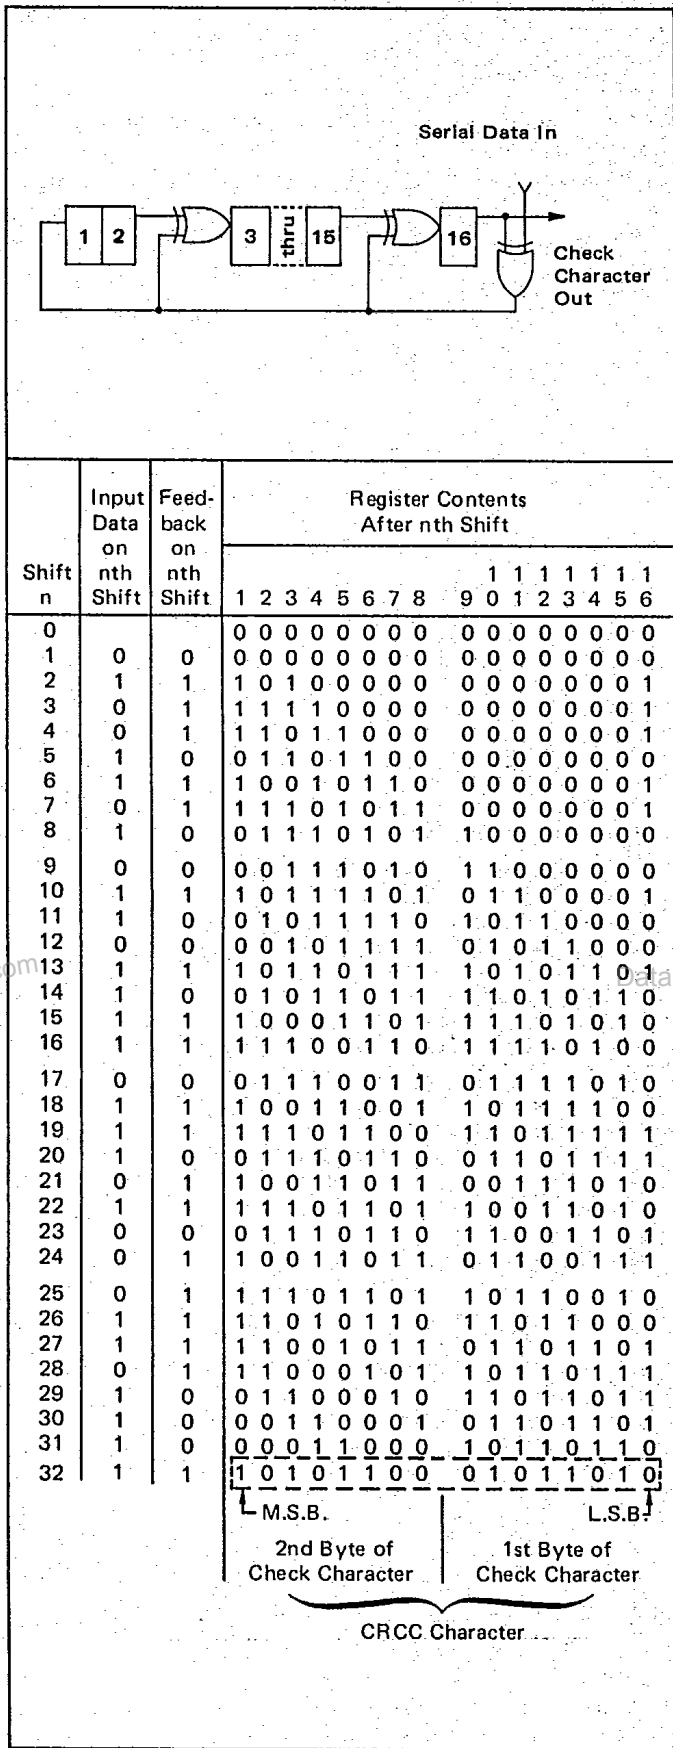 Serial Data In
1 2 3 thru 15 16
Check
Character
Out
Shift
n
Input
Data
on
nth
Shift
Feed-
back
on
nth
Shift
Register Contents
After nth Shift
1 2 3 4 5 6 7 8 9 10 11 12 13 14 15 16
0 0 0 0 0 0 0 0 0 0 0 0 0 0 0 0 0
1 0 0 0 0 0 0 0 0 0 0 0 0 0 0 0 0 0 0 0
2 1 1 1 0 1 0 0 0 0 0 0 0 0 0 0 0 0 1
3 0 1 1 1 1 1 0 0 0 0 0 0 0 0 0 0 0 1
4 0 1 1 1 0 1 1 0 0 0 0 0 0 0 0 0 0 1
5 1 0 0 1 1 0 1 1 0 0 0 0 0 0 0 0 0 0
6 1 1 1 0 0 1 0 1 1 0 0 0 0 0 0 0 0 1
7 0 1 1 1 1 0 1 0 1 1 0 0 0 0 0 0 0 1
8 1 0 0 1 1 1 0 1 0 1 1 0 0 0 0 0 0 0
9 0 0 0 0 1 1 1 0 1 0 1 1 0 0 0 0 0 0
10 1 1 1 0 1 1 1 1 0 1 0 1 1 0 0 0 0 1
11 1 0 0 1 0 1 1 1 1 0 1 0 1 1 0 0 0 0
12 0 0 0 0 1 0 1 1 1 1 0 1 0 1 1 0 0 0
13 1 1 1 0 1 1 0 1 1 1 1 0 1 0 1 1 0 1
14 1 0 0 1 0 1 1 0 1 1 1 1 0 1 0 1 1 0
15 1 1 1 0 0 0 1 1 0 1 1 1 1 0 1 0 1 0
16 1 1 1 1 1 0 0 1 1 0 1 1 1 1 0 1 0 0
17 0 0 0 1 1 1 0 0 1 1 0 1 1 1 1 0 1 0
18 1 1 1 0 0 1 1 0 0 1 1 0 1 1 1 1 0 0
19 1 1 1 1 1 0 1 1 0 0 1 1 0 1 1 1 1 1
20 1 0 0 1 1 1 0 1 1 0 0 1 1 0 1 1 1 1
21 0 1 1 0 0 1 1 0 1 1 0 0 1 1 1 0 1 0
22 1 1 1 1 1 0 1 1 0 1 1 0 0 1 1 0 1 0
23 0 0 0 1 1 1 0 1 1 0 1 1 0 0 1 1 0 1
24 0 1 1 0 0 1 1 0 1 1 0 1 1 0 0 1 1 1
25 0 1 1 1 1 0 1 1 0 1 1 0 1 1 0 0 1 0
26 1 1 1 1 0 1 0 1 1 0 1 1 0 1 1 0 0 0
27 1 1 1 1 0 0 1 0 1 1 0 1 1 0 1 1 0 1
28 0 1 1 1 0 0 0 1 0 1 1 0 1 1 0 1 1 1
29 1 0 0 1 1 0 0 0 1 0 1 1 0 1 1 0 1 1
30 1 0 0 0 1 1 0 0 0 1 0 1 1 0 1 1 0 1
31 1 0 0 0 0 1 1 0 0 0 1 0 1 1 0 1 1 0
32 1 1 1 0 1 0 1 1 0 0 0 1 0 1 1 0 1 0
M.S.B. L.S.B.
2nd Byte of
Check Character
1st Byte of
Check Character
CRCC Character
com
Data